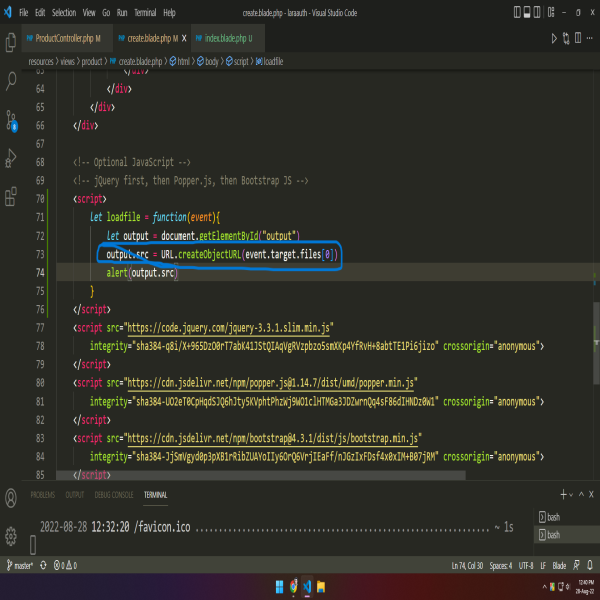 File Edit Selection View Go Run Terminal Help
create.blade.php - laraauth - Visual Studio Code
ProductController.php M
create.blade.php M X
index.blade.php U
resources > views > product > create.blade.php > html > body > script > loadfile
63 </div>
64 </div>
65 </div>
66 </div>
67
68 <!-- Optional JavaScript -->
69 <!-- jQuery first, then Popper.js, then Bootstrap JS -->
70 <script>
71 let loadfile = function(event){
72 let output = document.getElementById("output")
73 output.src = URL.createObjectURL(event.target.files[0])
74 alert(output.src)
75 }
76 </script>
77 <script src="https://code.jquery.com/jquery-3.3.1.slim.min.js"
78 integrity="sha384-q8i/X+965DzO0rT7abK41JStQIAqVgRVzpbzo5smXKp4YfRvH+8abtTE1Pi6jizo" crossorigin="anonymous">
79 </script>
80 <script src="https://cdn.jsdelivr.net/npm/popper.js@1.14.7/dist/umd/popper.min.js"
81 integrity="sha384-UO2eT0CpHqdSJQ6hJty5KVphtPhzWj9WO1clHTMGa3JDZwrnQq4sF86dIHNDz0W1" crossorigin="anonymous">
82 </script>
83 <script src="https://cdn.jsdelivr.net/npm/bootstrap@4.3.1/dist/js/bootstrap.min.js"
84 integrity="sha384-JjSmVgyd0p3pXB1rRibZUAYoIIy6OrQ6VrjIEaFf/nJGzIxFDsf4x0xIM+B07jRM" crossorigin="anonymous">
85 </script>
PROBLEMS OUTPUT DEBUG CONSOLE TERMINAL
bash
2022-08-28 12:32:20 /favicon.ico ................................................... ~ 1s
bash
master* 0 0 Ln 74, Col 30 Spaces: 4 UTF-8 LF Blade
12:40 PM
28-Aug-22